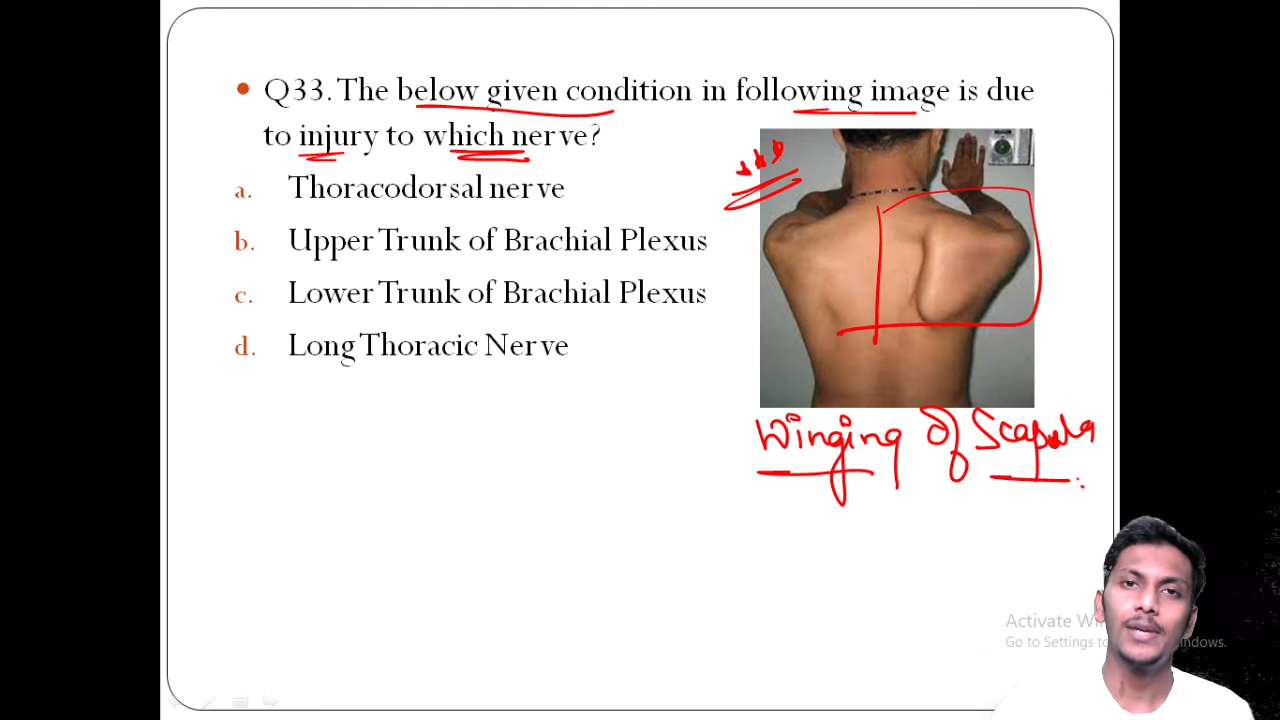 • Q33. The below given condition in following image is due
to injury to which nerve?
a. Thoracodorsal nerve
b. Upper Trunk of Brachial Plexus
c. Lower Trunk of Brachial Plexus
d. Long Thoracic Nerve
Winging of Scapula
Activate Win
Go to Settings to indows.